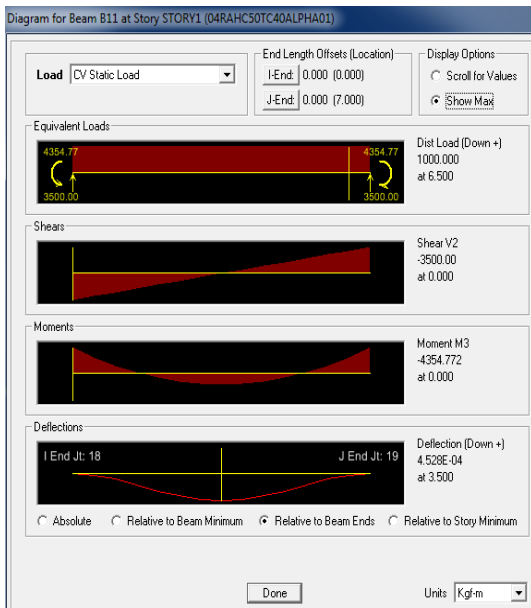 Diagram for Beam B11 at Story STORY1 (04RAHC50TC40ALPHA01)
Load CV Static Load
End Length Offsets (Location)
I-End: 0.000 (0.000)
J-End: 0.000 (7.000)
Display Options
Scroll for Values
Show Max
Equivalent Loads
4354.77 4354.77
3500.00 3500.00
Dist Load (Down +)
1000.000
at 6.500
Shears
Shear V2
-3500.00
at 0.000
Moments
Moment M3
-4354.772
at 0.000
Deflections
I End Jt: 18 J End Jt: 19
Deflection (Down +)
4.528E-04
at 3.500
Absolute Relative to Beam Minimum Relative to Beam Ends Relative to Story Minimum
Done
Units Kgf-m